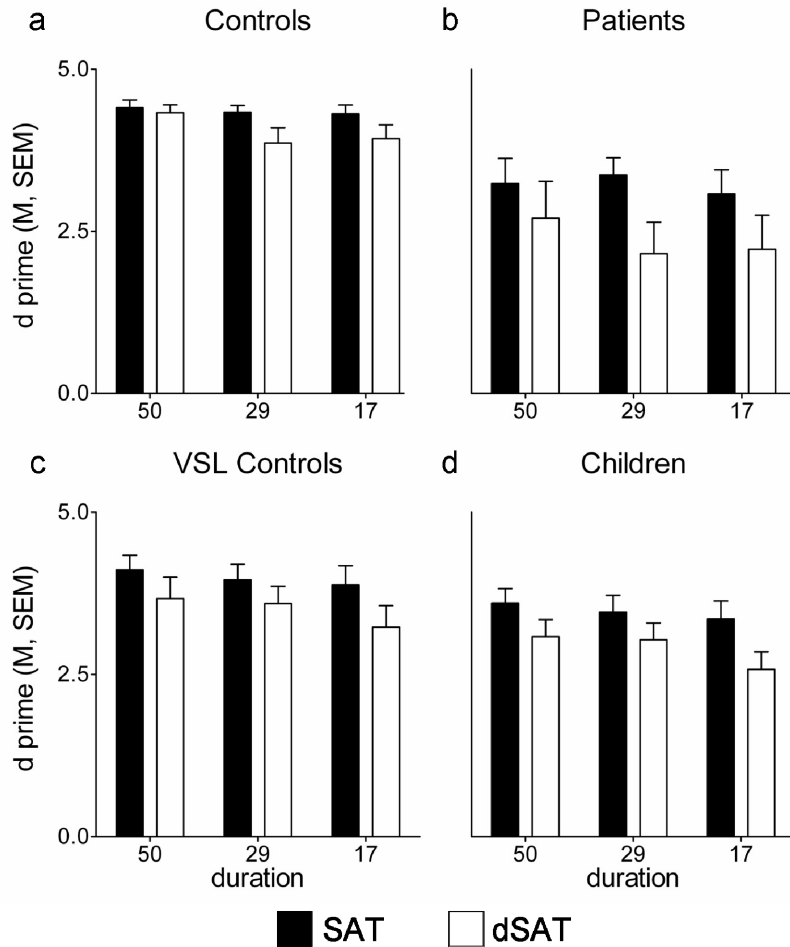 a Controls
b Patients
d prime (M, SEM)
5.0
2.5
0.0
50 29 17
50 29 17
c VSL Controls
d Children
d prime (M, SEM)
5.0
2.5
0.0
50 29 17
duration
50 29 17
duration
SAT dSAT